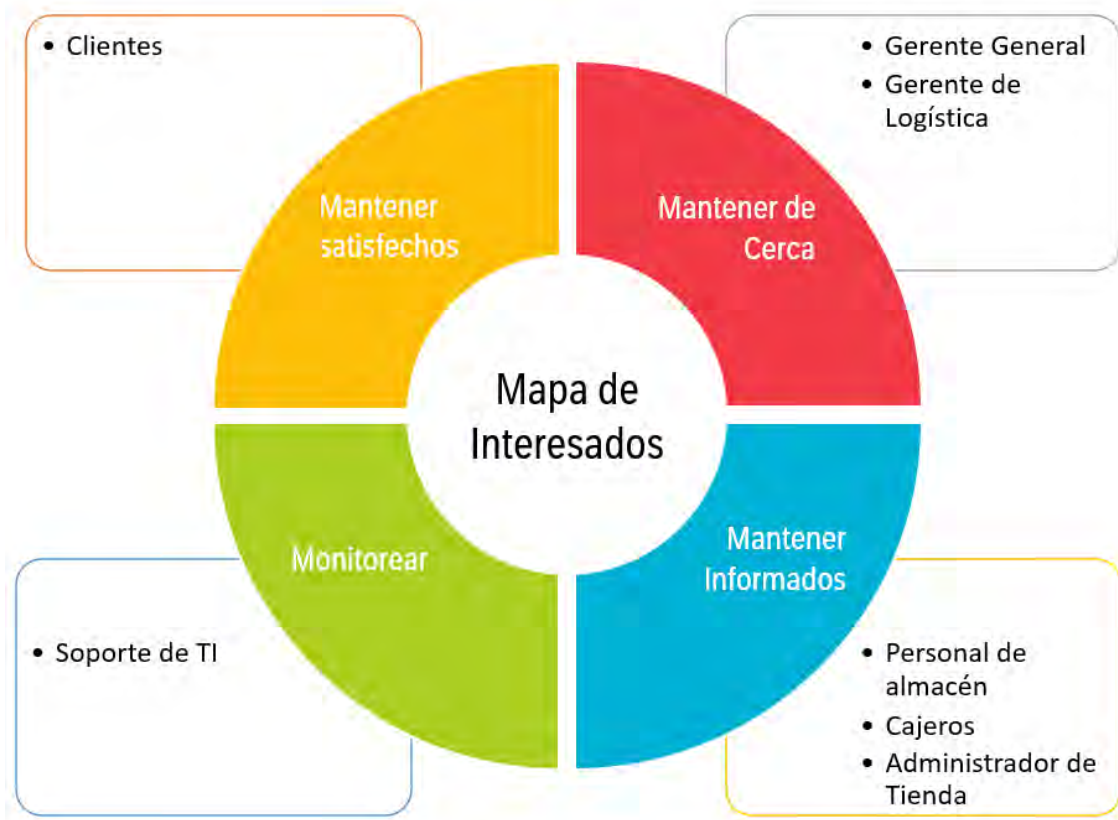 • Clientes
• Gerente General
• Gerente de
Logística
Mantener
satisfechos
Mantener de
Cerca
Mapa de
Interesados
Monitorear
Mantener
Informados
• Soporte de TI
• Personal de
almacén
• Cajeros
• Administrador de
Tienda